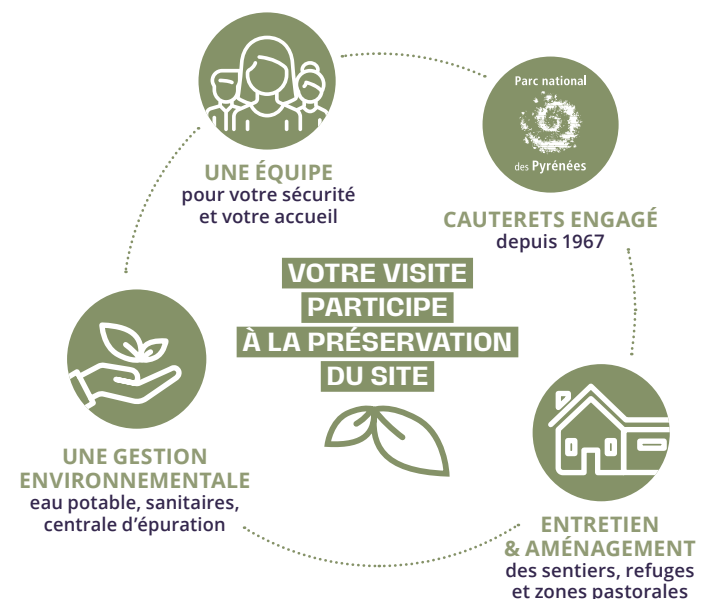 UNE ÉQUIPE
pour votre sécurité
et votre accueil
Parc national
des Pyrénées
CAUTERETS ENGAGÉ
depuis 1967
VOTRE VISITE
PARTICIPE
À LA PRÉSERVATION
DU SITE
UNE GESTION
ENVIRONNEMENTALE
eau potable, sanitaires,
centrale d'épuration
ENTRETIEN
& AMÉNAGEMENT
des sentiers, refuges
et zones pastorales